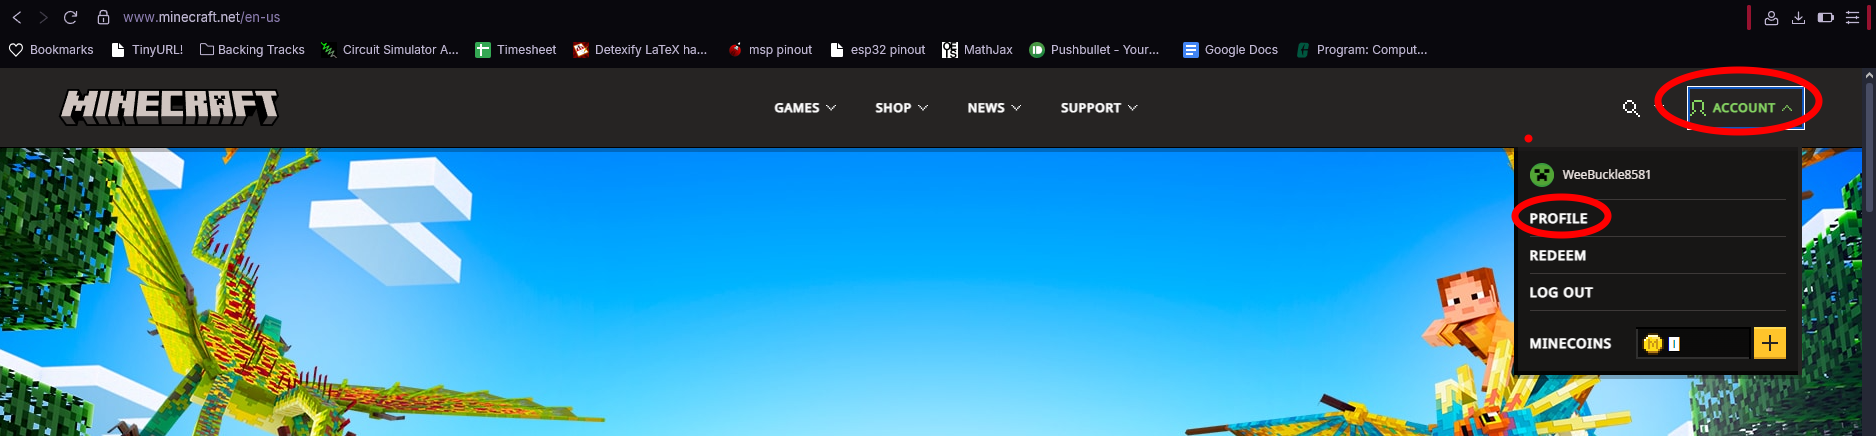 www.minecraft.net/en-us
Bookmarks TinyURL! Backing Tracks Circuit Simulator A... Timesheet Detexify LaTeX ha... msp pinout esp32 pinout MathJax Pushbullet - Your... Google Docs Program: Comput...
MINECRAFT GAMES SHOP NEWS SUPPORT ACCOUNT
WeeBuckle8581
PROFILE
REDEEM
LOG OUT
MINECOINS